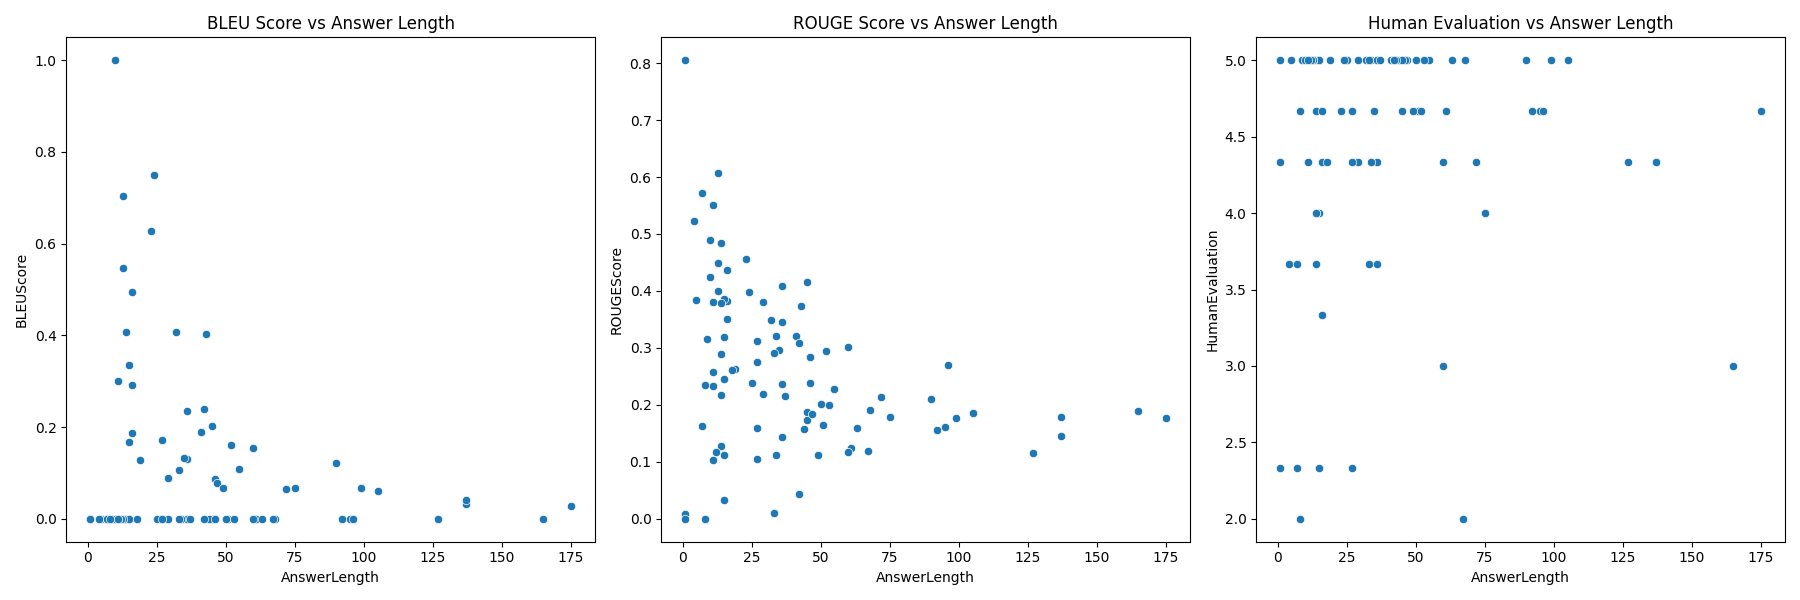 BLEU Score vs Answer Length
1.0
0.8
0.6
0.4
0.2
0.0
BLEUScore
0 25 50 75 100 125 150 175
AnswerLength
ROUGE Score vs Answer Length
0.8
0.7
0.6
0.5
0.4
0.3
0.2
0.1
0.0
ROUGEScore
0 25 50 75 100 125 150 175
AnswerLength
Human Evaluation vs Answer Length
5.0
4.5
4.0
3.5
3.0
2.5
2.0
HumanEvaluation
0 25 50 75 100 125 150 175
AnswerLength